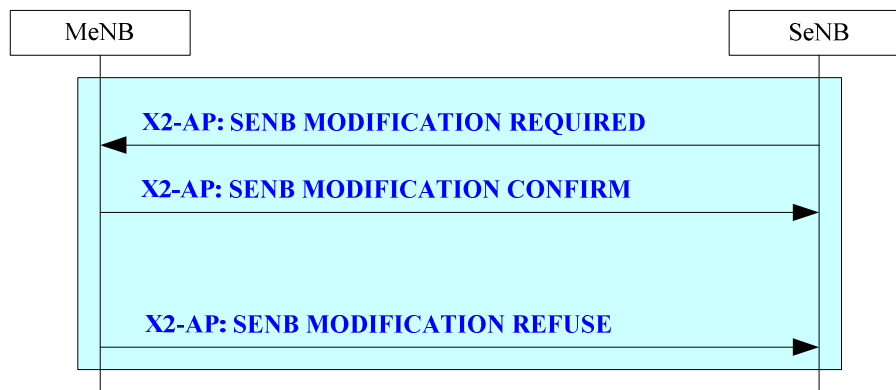 MeNB
SeNB
X2-AP: SENB MODIFICATION REQUIRED
X2-AP: SENB MODIFICATION CONFIRM
X2-AP: SENB MODIFICATION REFUSE